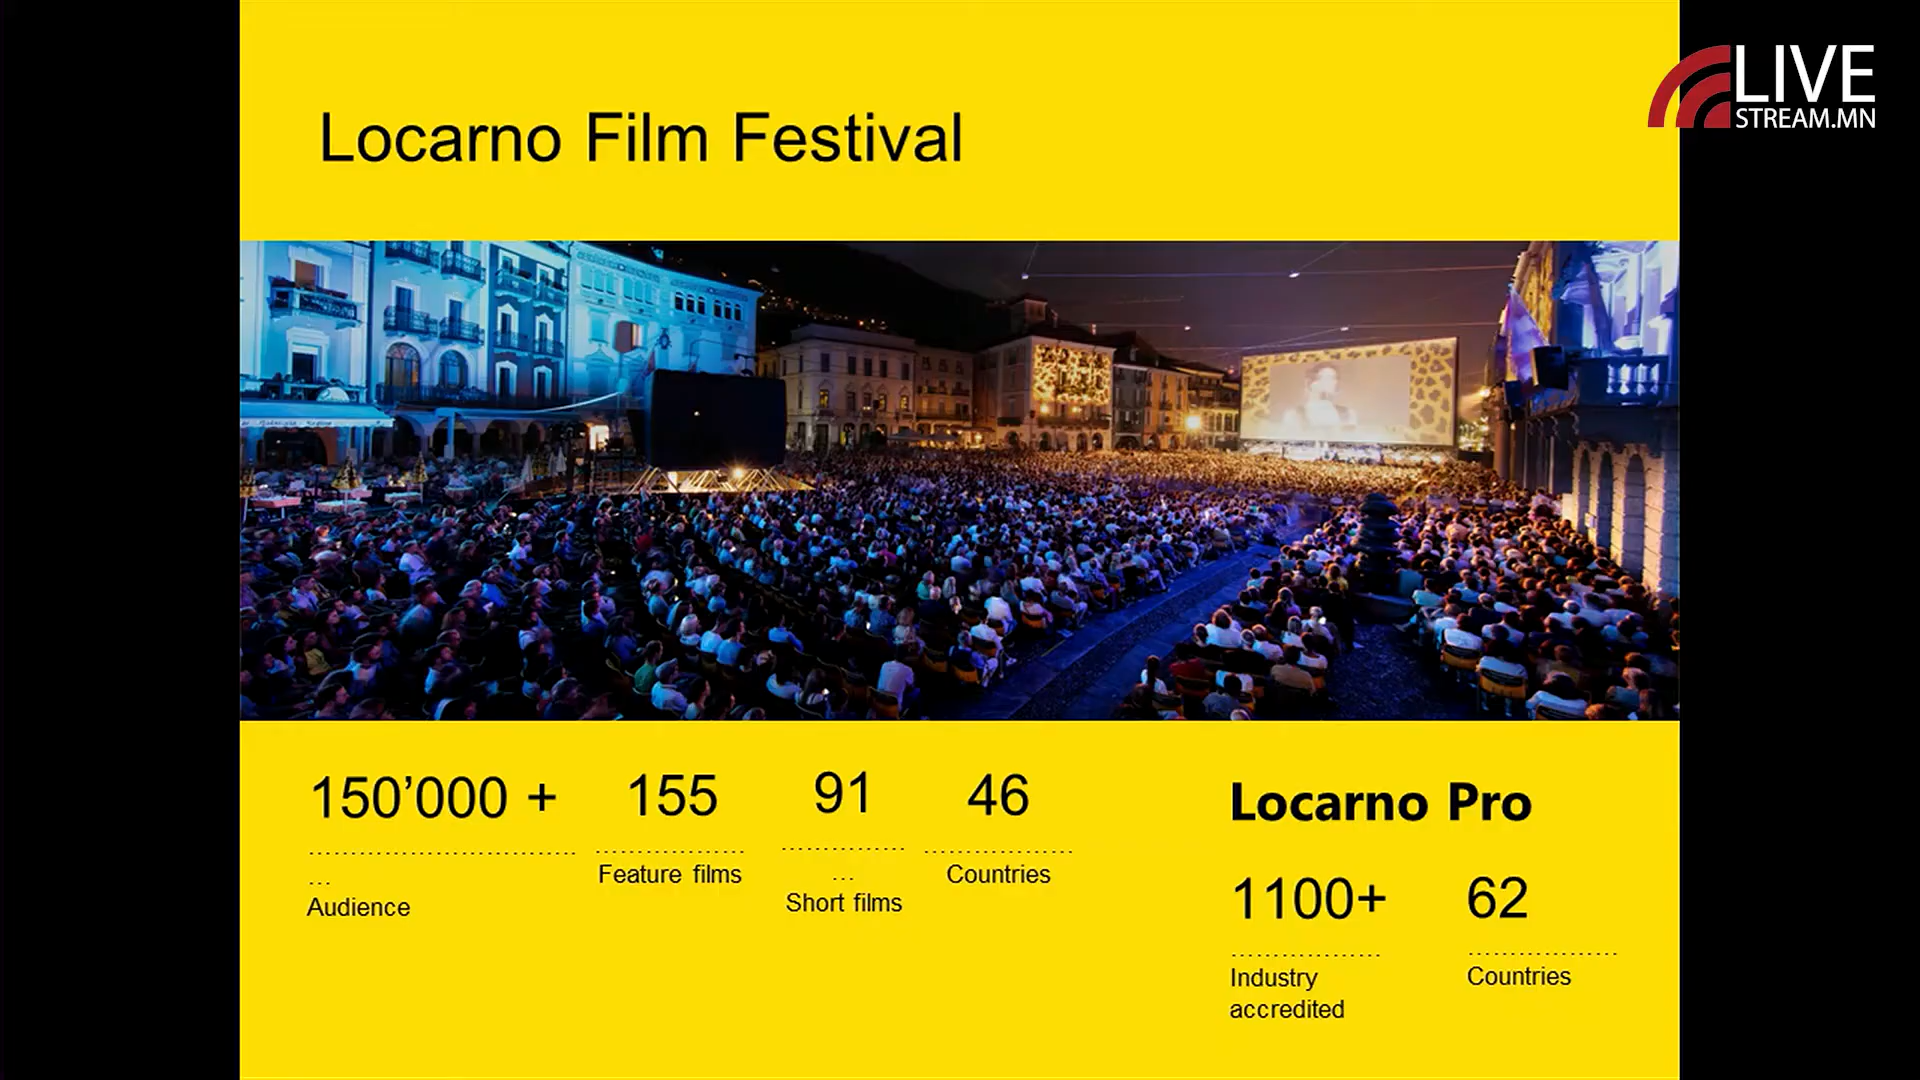 LIVE
STREAM.MN
Locarno Film Festival
150’000 +
...
Audience
155
Feature films
91
...
Short films
46
Countries
Locarno Pro
1100+
Industry
accredited
62
Countries